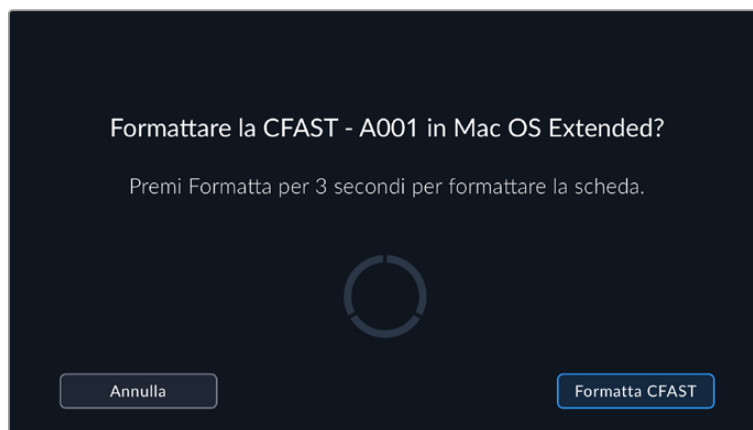 Formattare la CFAST - A001 in Mac OS Extended?
Premi Formatta per 3 secondi per formattare la scheda.
Annulla
Formatta CFAST